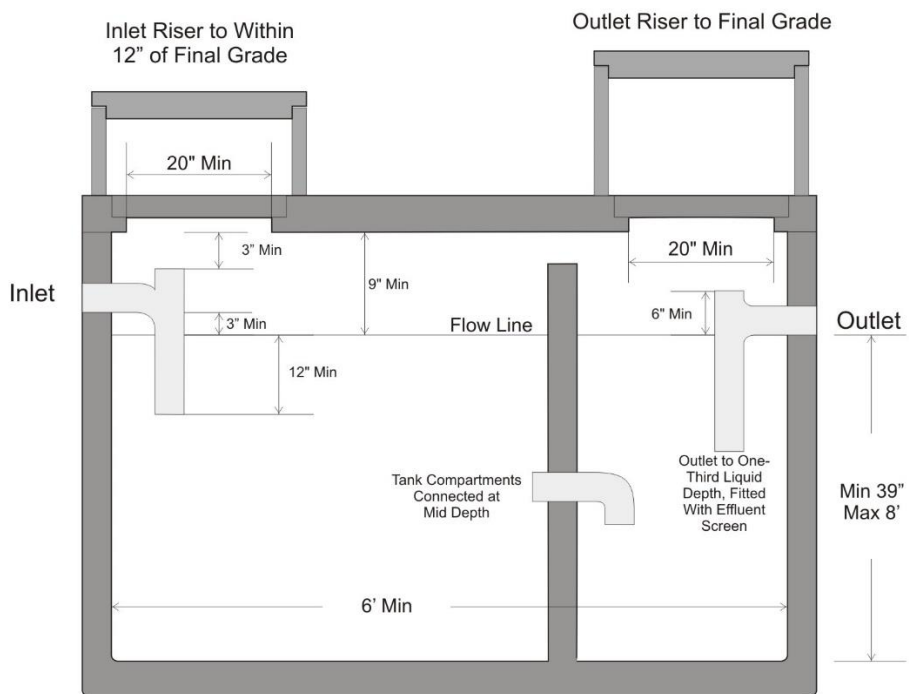 Inlet Riser to Within
12” of Final Grade
Outlet Riser to Final Grade
20" Min
3” Min
9" Min
20" Min
Inlet
3” Min
Flow Line
6" Min
Outlet
12" Min
Tank Compartments
Connected at
Mid Depth
Outlet to One-
Third Liquid
Depth, Fitted
With Effluent
Screen
Min 39”
Max 8’
6’ Min